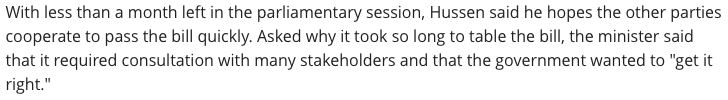 With less than a month left in the parliamentary session, Hussen said he hopes the other parties
cooperate to pass the bill quickly. Asked why it took so long to table the bill, the minister said
that it required consultation with many stakeholders and that the government wanted to "get it
right."